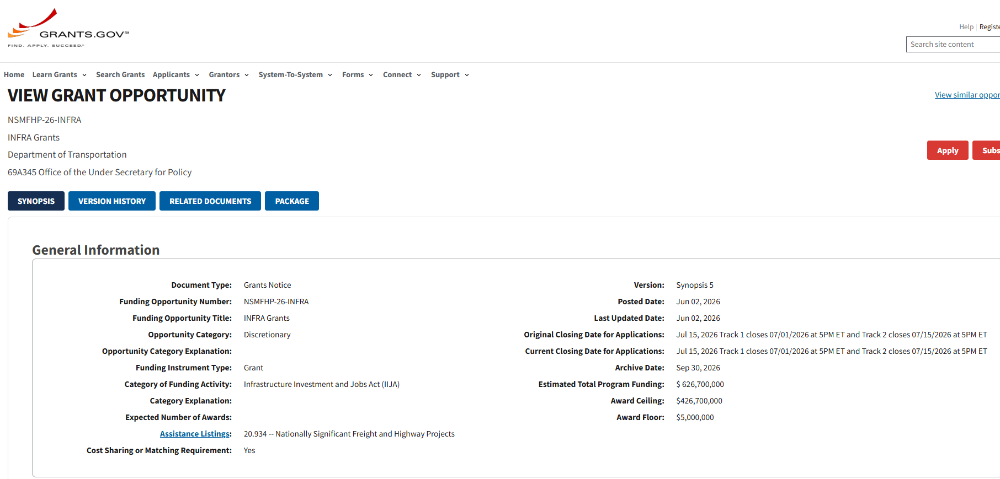 GRANTS.GOV℠
FIND. APPLY. SUCCEED.℠
Help | Registe
Search site content
Home Learn Grants Search Grants Applicants Grantors System-To-System Forms Connect Support
VIEW GRANT OPPORTUNITY
View similar oppor
NSMFHP-26-INFRA
INFRA Grants
Department of Transportation
69A345 Office of the Under Secretary for Policy
Apply Subs
SYNOPSIS VERSION HISTORY RELATED DOCUMENTS PACKAGE
General Information
Document Type: Grants Notice
Funding Opportunity Number: NSMFHP-26-INFRA
Funding Opportunity Title: INFRA Grants
Opportunity Category: Discretionary
Opportunity Category Explanation:
Funding Instrument Type: Grant
Category of Funding Activity: Infrastructure Investment and Jobs Act (IIJA)
Category Explanation:
Expected Number of Awards:
Assistance Listings: 20.934 -- Nationally Significant Freight and Highway Projects
Cost Sharing or Matching Requirement: Yes
Version: Synopsis 5
Posted Date: Jun 02, 2026
Last Updated Date: Jun 02, 2026
Original Closing Date for Applications: Jul 15, 2026 Track 1 closes 07/01/2026 at 5PM ET and Track 2 closes 07/15/2026 at 5PM ET
Current Closing Date for Applications: Jul 15, 2026 Track 1 closes 07/01/2026 at 5PM ET and Track 2 closes 07/15/2026 at 5PM ET
Archive Date: Sep 30, 2026
Estimated Total Program Funding: $ 626,700,000
Award Ceiling: $426,700,000
Award Floor: $5,000,000